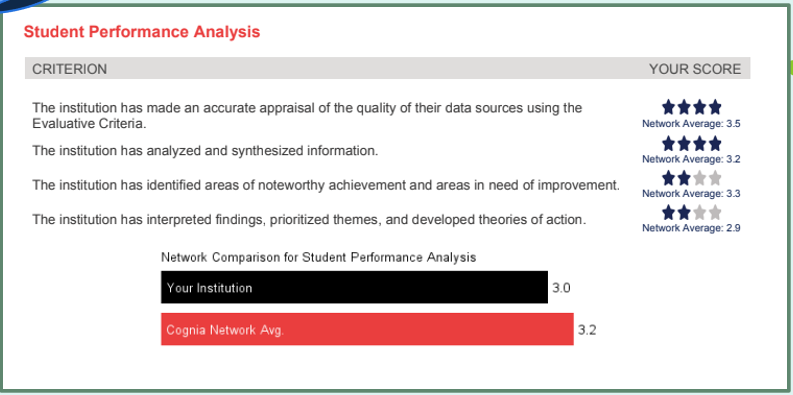 Student Performance Analysis
CRITERION YOUR SCORE
The institution has made an accurate appraisal of the quality of their data sources using the
Evaluative Criteria.
Network Average: 3.5
The institution has analyzed and synthesized information.
Network Average: 3.2
The institution has identified areas of noteworthy achievement and areas in need of improvement.
Network Average: 3.3
The institution has interpreted findings, prioritized themes, and developed theories of action.
Network Average: 2.9
Network Comparison for Student Performance Analysis
Your Institution 3.0
Cognia Network Avg. 3.2